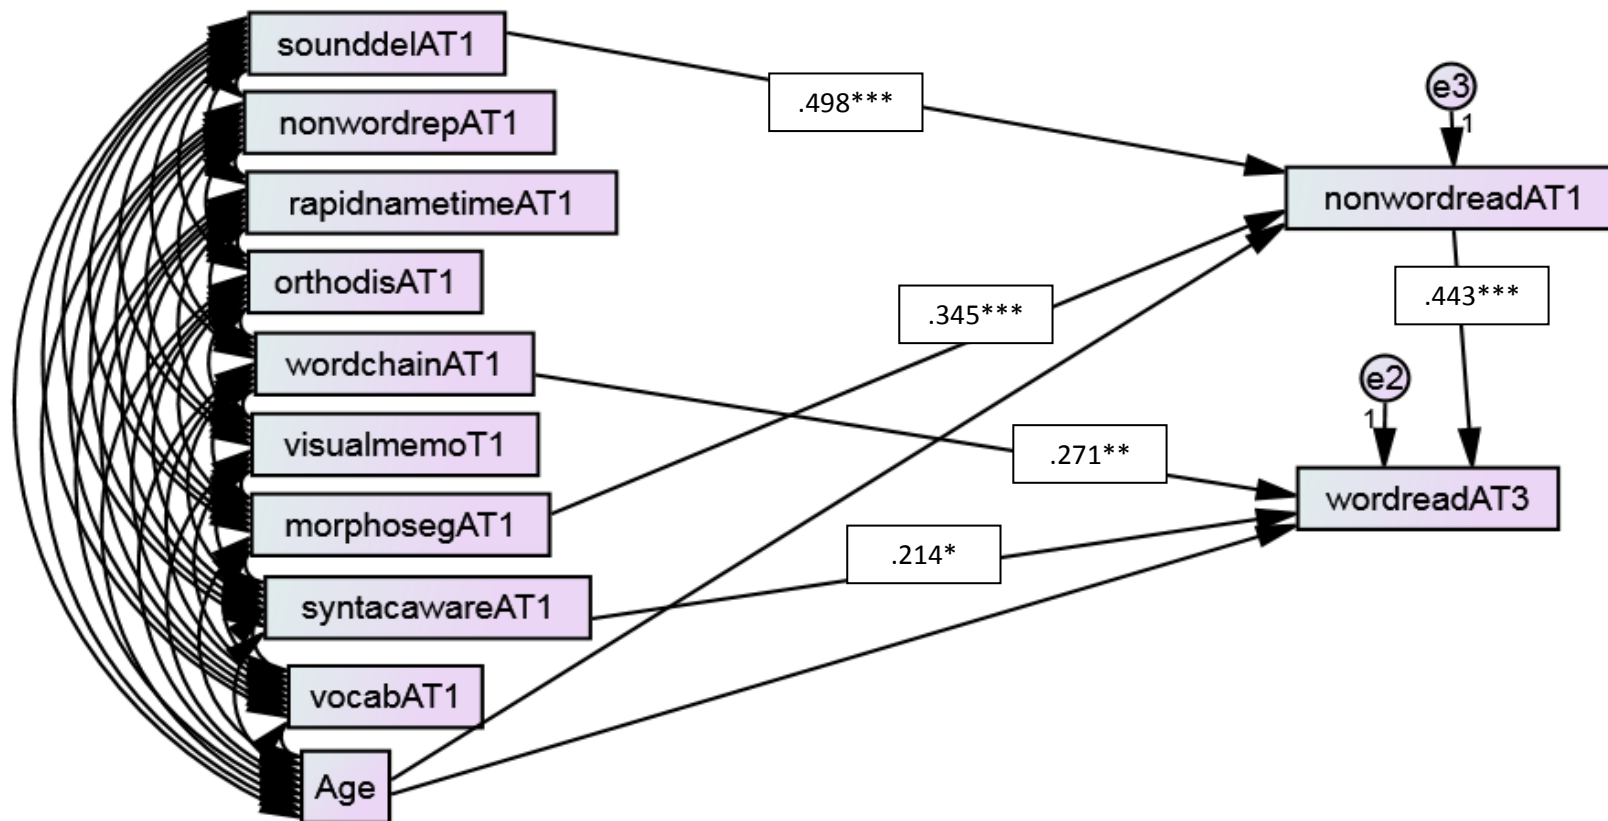 sounddelAT1
nonwordrepAT1
rapidnametimeAT1
orthodisAT1
wordchainAT1
visualmemoT1
morphosegAT1
syntacawareAT1
vocabAT1
Age
.498***
.345***
.271**
.214*
e3
1
nonwordreadAT1
.443***
e2
1
wordreadAT3